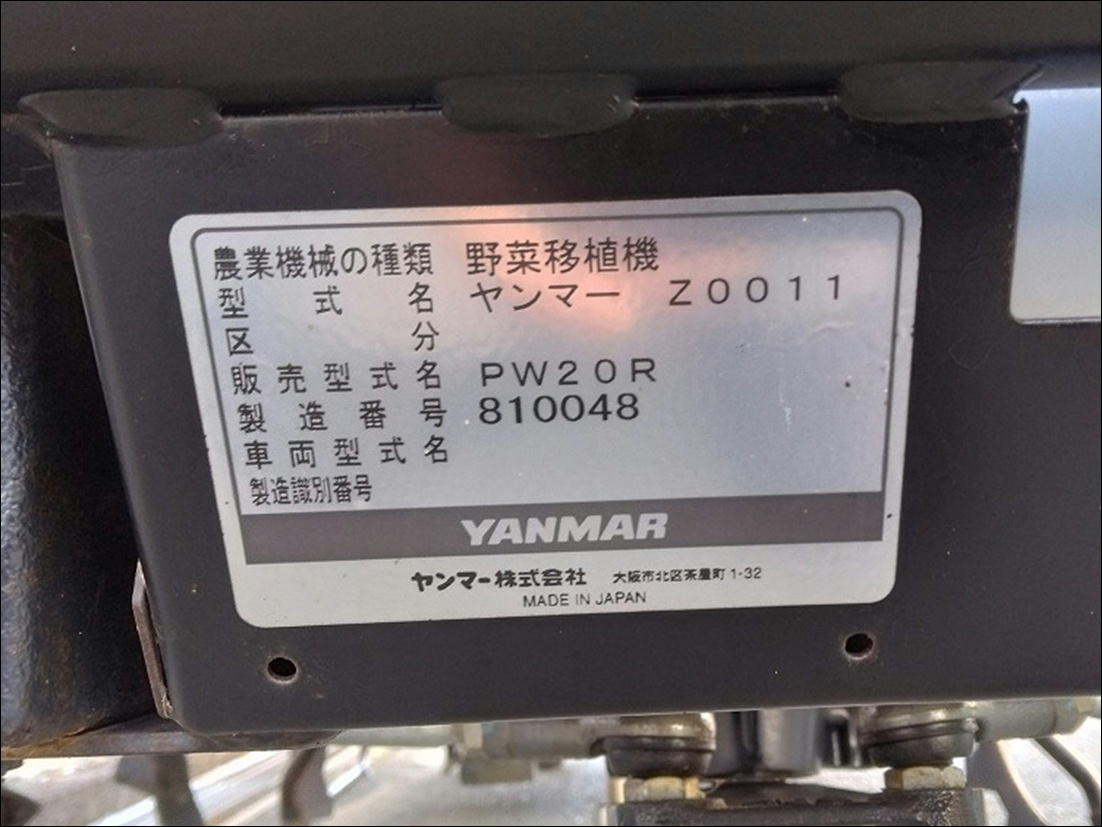 農業機械の種類 野菜移植機
型式名 ヤンマー Z0011
区分
販売型式名 PW20R
製造番号 810048
車両型式名
製造識別番号
YANMAR
ヤンマー株式会社 大阪市北区茶屋町1-32
MADE IN JAPAN